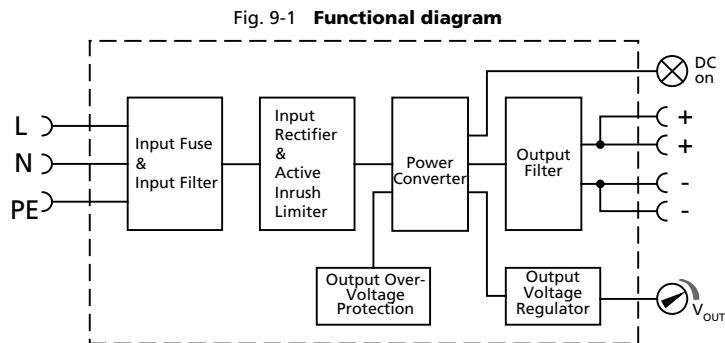 Fig. 9-1 Functional diagram
DC
on
L
N
PE
Input Fuse
&
Input Filter
Input
Rectifier
&
Active
Inrush
Limiter
Power
Converter
Output
Filter
+
+
-
-
Output Over-
Voltage
Protection
Output
Voltage
Regulator
VOUT